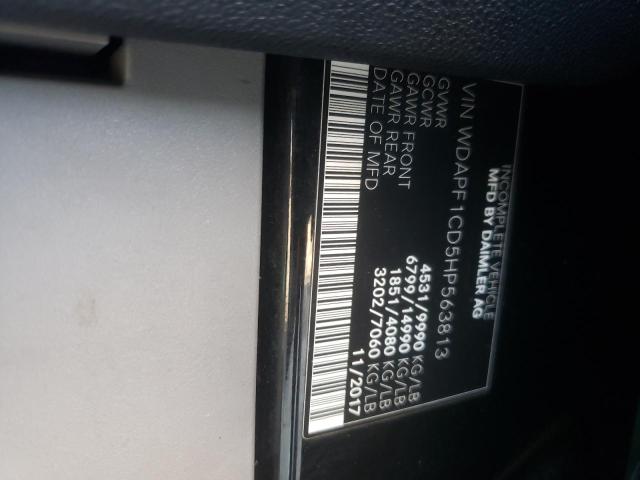 INCOMPLETE VEHICLE
MFD BY DAIMLER AG
VIN WDAPF1CD5HP563813
GVWR 4531/9990 KG/LB
GCWR 6799/14990 KG/LB
GAWR FRONT 1851/4080 KG/LB
GAWR REAR 3202/7060 KG/LB
DATE OF MFD 11/2017